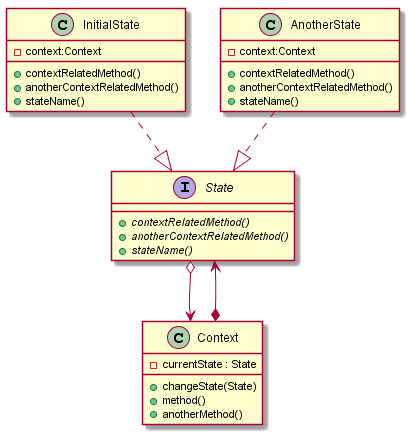 C InitialState
context:Context
contextRelatedMethod()
anotherContextRelatedMethod()
stateName()
C AnotherState
context:Context
contextRelatedMethod()
anotherContextRelatedMethod()
stateName()
I State
contextRelatedMethod()
anotherContextRelatedMethod()
stateName()
C Context
currentState : State
changeState(State)
method()
anotherMethod()